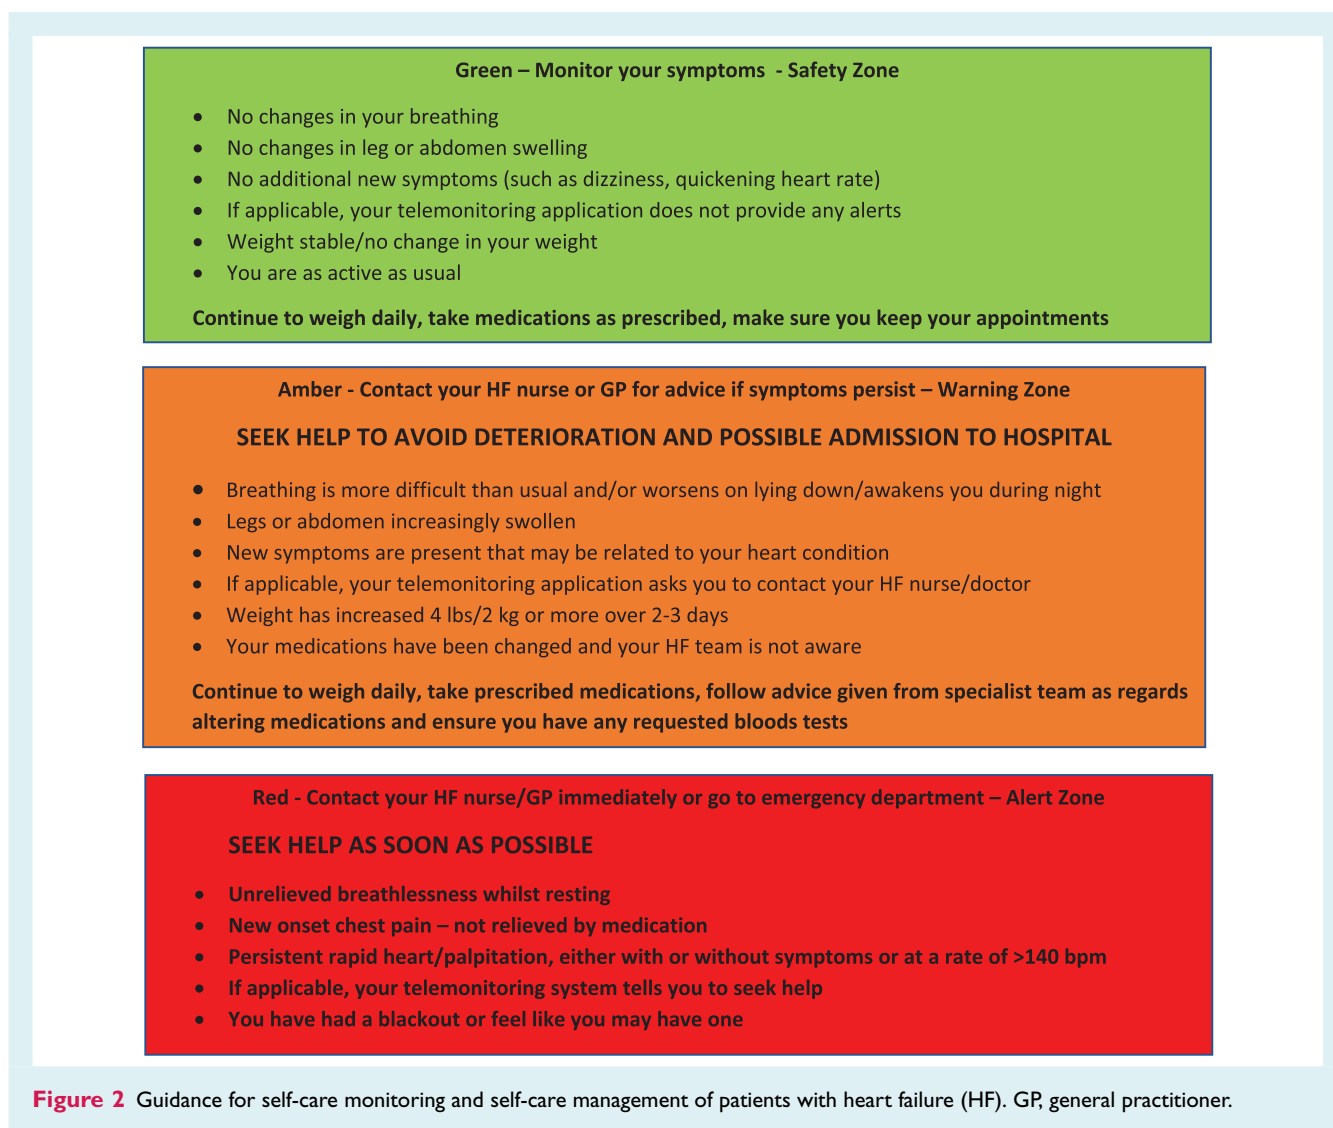 Green – Monitor your symptoms - Safety Zone
• No changes in your breathing
• No changes in leg or abdomen swelling
• No additional new symptoms (such as dizziness, quickening heart rate)
• If applicable, your telemonitoring application does not provide any alerts
• Weight stable/no change in your weight
• You are as active as usual
Continue to weigh daily, take medications as prescribed, make sure you keep your appointments
Amber - Contact your HF nurse or GP for advice if symptoms persist – Warning Zone
SEEK HELP TO AVOID DETERIORATION AND POSSIBLE ADMISSION TO HOSPITAL
• Breathing is more difficult than usual and/or worsens on lying down/awakens you during night
• Legs or abdomen increasingly swollen
• New symptoms are present that may be related to your heart condition
• If applicable, your telemonitoring application asks you to contact your HF nurse/doctor
• Weight has increased 4 lbs/2 kg or more over 2-3 days
• Your medications have been changed and your HF team is not aware
Continue to weigh daily, take prescribed medications, follow advice given from specialist team as regards
altering medications and ensure you have any requested bloods tests
Red - Contact your HF nurse/GP immediately or go to emergency department – Alert Zone
SEEK HELP AS SOON AS POSSIBLE
• Unrelieved breathlessness whilst resting
• New onset chest pain – not relieved by medication
• Persistent rapid heart/palpitation, either with or without symptoms or at a rate of >140 bpm
• If applicable, your telemonitoring system tells you to seek help
• You have had a blackout or feel like you may have one
Figure 2 Guidance for self-care monitoring and self-care management of patients with heart failure (HF). GP, general practitioner.